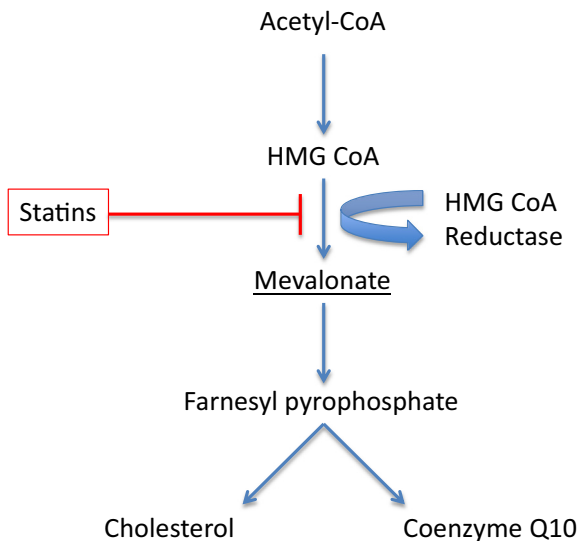 Acetyl-CoA
HMG CoA
Statins
HMG CoA
Reductase
Mevalonate
Farnesyl pyrophosphate
Cholesterol
Coenzyme Q10